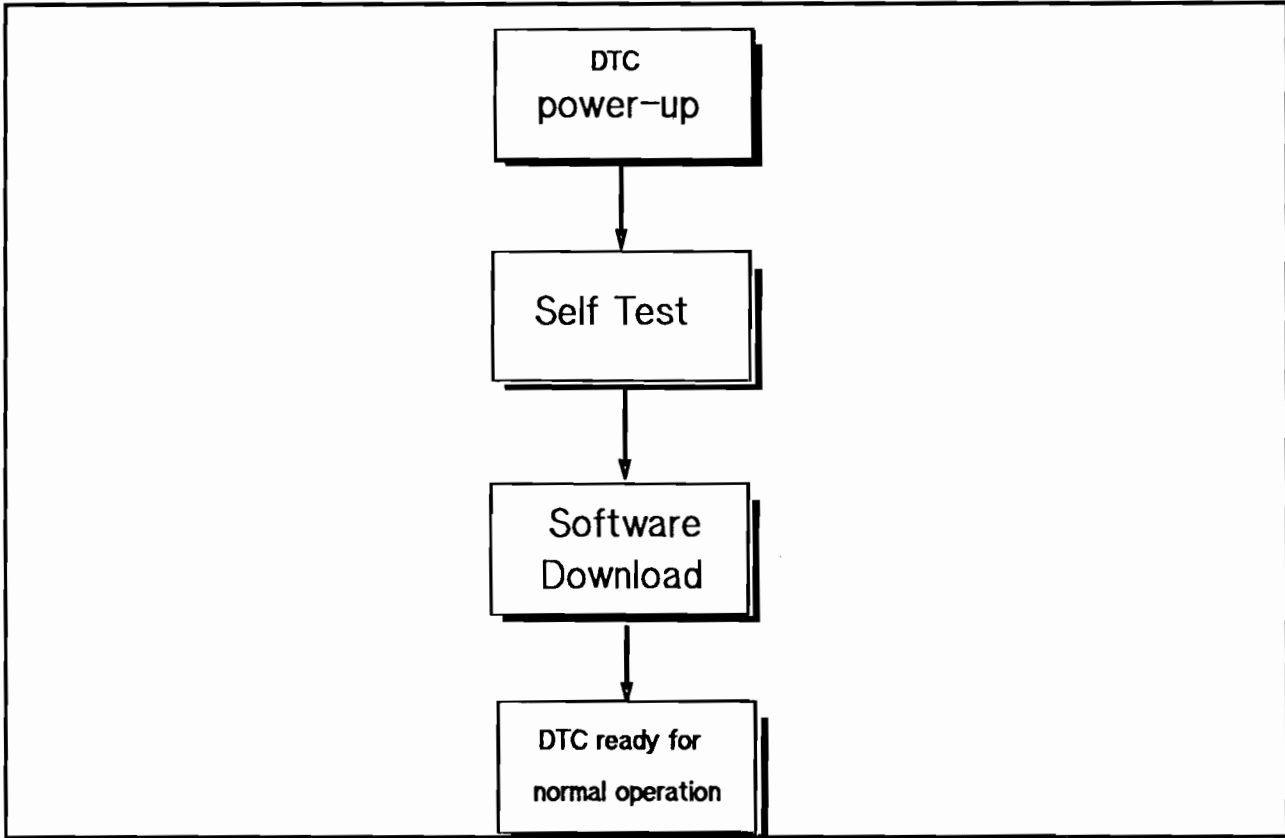 DTC
power-up
Self Test
Software
Download
DTC ready for
normal operation